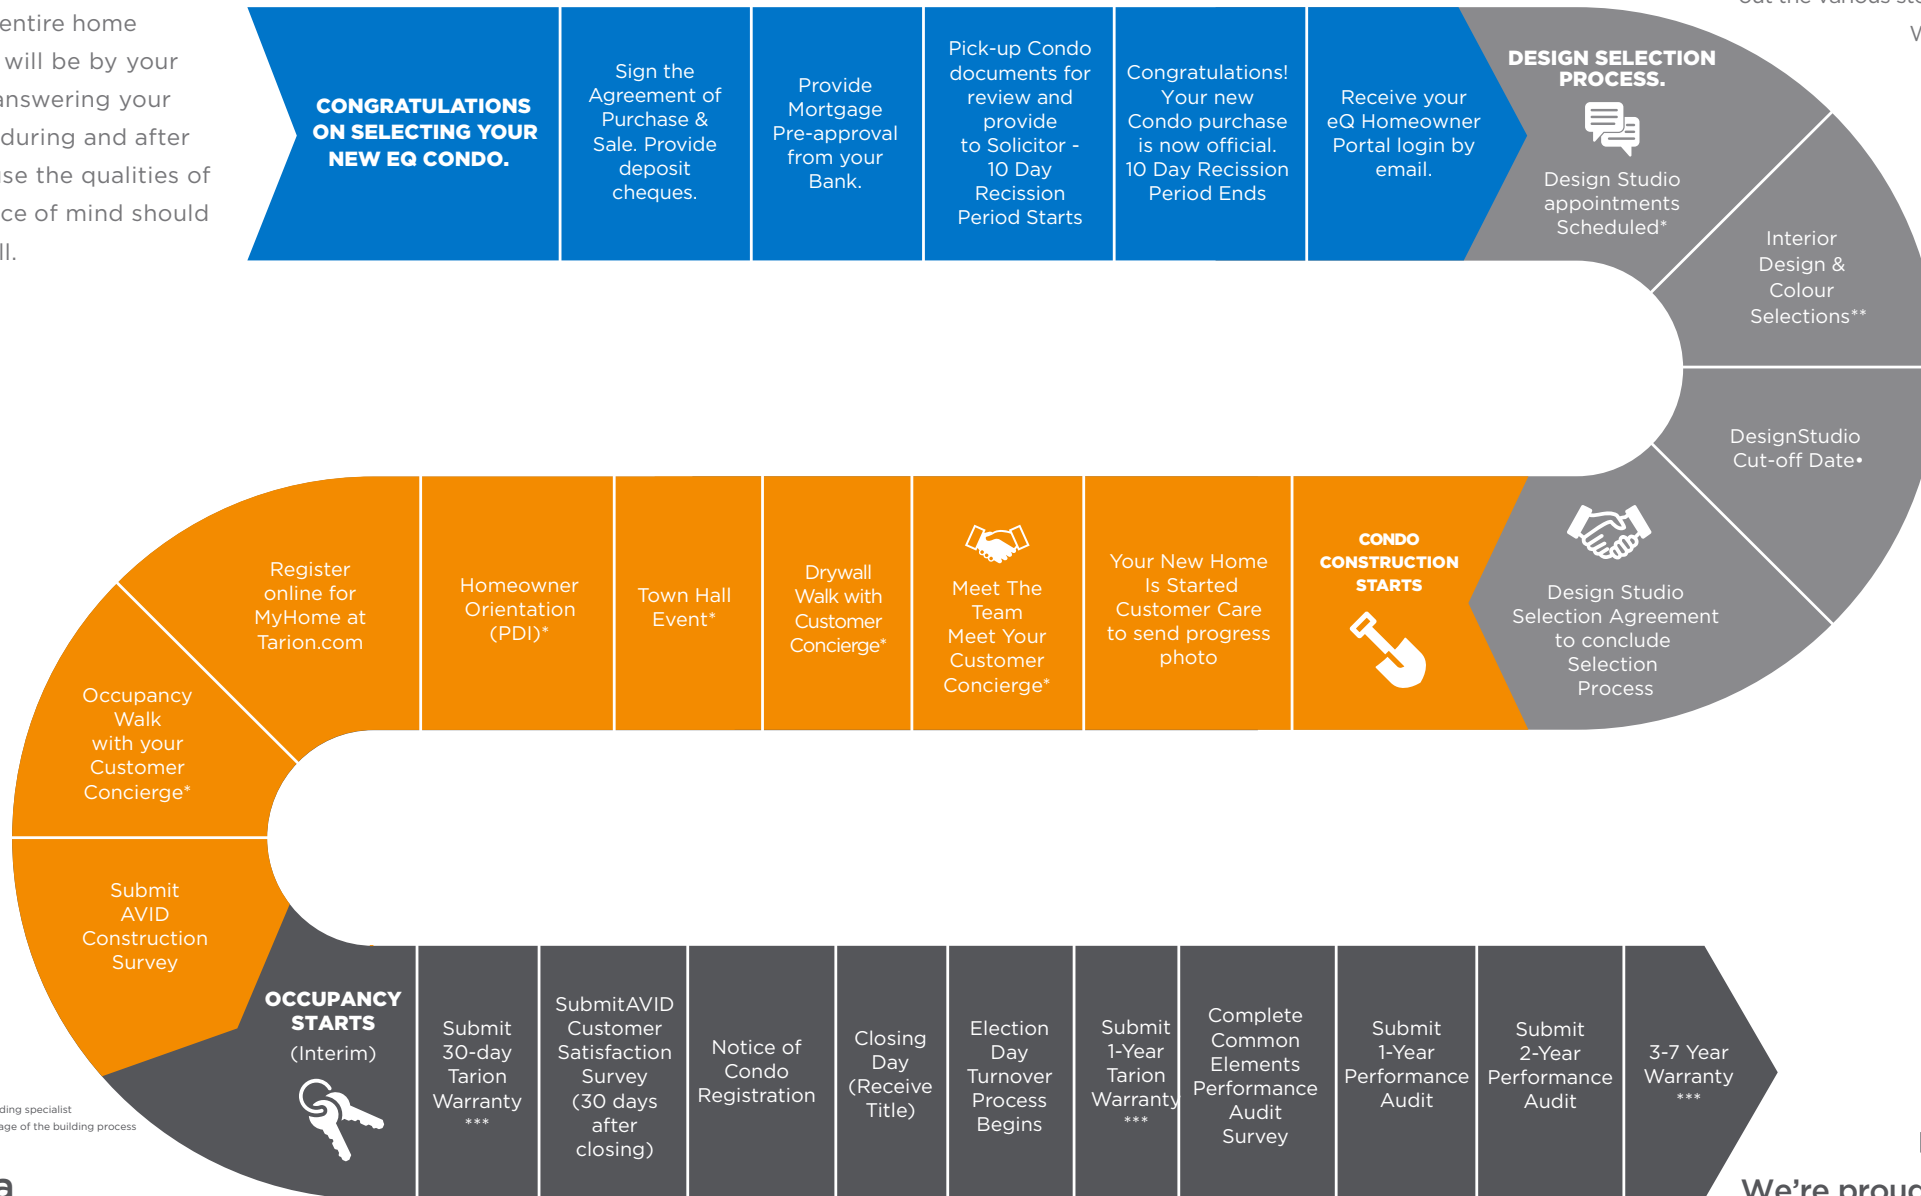 entire home
will be by your
answering your
during and after
use the qualities of
ce of mind should
ll.
CONGRATULATIONS
ON SELECTING YOUR
NEW EQ CONDO.
Sign the
Agreement of
Purchase &
Sale. Provide
deposit
cheques.
Provide
Mortgage
Pre-approval
from your
Bank.
Pick-up Condo
documents for
review and
provide
to Solicitor -
10 Day
Recission
Period Starts
Congratulations!
Your new
Condo purchase
is now official.
10 Day Recission
Period Ends
Receive your
eQ Homeowner
Portal login by
email.
DESIGN SELECTION
PROCESS.
Design Studio
appointments
Scheduled*
Interior
Design &
Colour
Selections**
DesignStudio
Cut-off Date•
Design Studio
Selection Agreement
to conclude
Selection
Process
CONDO
CONSTRUCTION
STARTS
Your New Home
Is Started
Customer Care
to send progress
photo
Meet The
Team
Meet Your
Customer
Concierge*
Drywall
Walk with
Customer
Concierge*
Town Hall
Event*
Homeowner
Orientation
(PDI)*
Register
online for
MyHome at
Tarion.com
Occupancy
Walk
with your
Customer
Concierge*
Submit
AVID
Construction
Survey
OCCUPANCY
STARTS
(Interim)
Submit
30-day
Tarion
Warranty
***
SubmitAVID
Customer
Satisfaction
Survey
(30 days
after
closing)
Notice of
Condo
Registration
Closing
Day
(Receive
Title)
Election
Day
Turnover
Process
Begins
Submit
1-Year
Tarion
Warranty
***
Complete
Common
Elements
Performance
Audit
Survey
Submit
1-Year
Performance
Audit
Submit
2-Year
Performance
Audit
3-7 Year
Warranty
***
ding specialist
age of the building process
a
We're proud